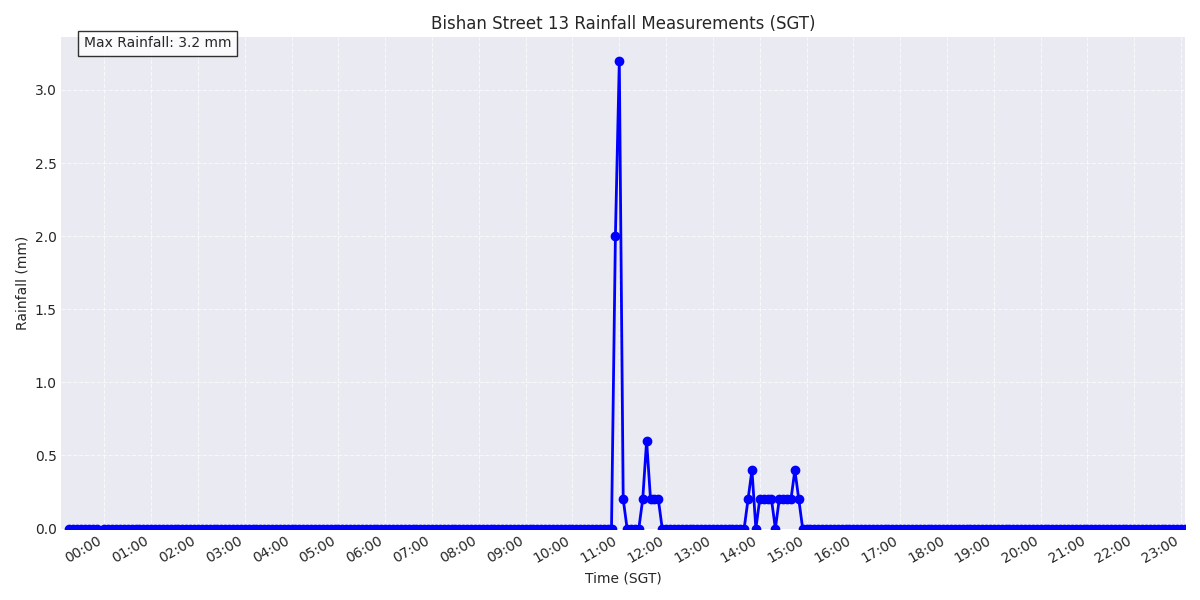 Bishan Street 13 Rainfall Measurements (SGT)
Max Rainfall: 3.2 mm
3.0
2.5
2.0
1.5
1.0
0.5
0.0
Rainfall (mm)
00:00 01:00 02:00 03:00 04:00 05:00 06:00 07:00 08:00 09:00 10:00 11:00 12:00 13:00 14:00 15:00 16:00 17:00 18:00 19:00 20:00 21:00 22:00 23:00
Time (SGT)